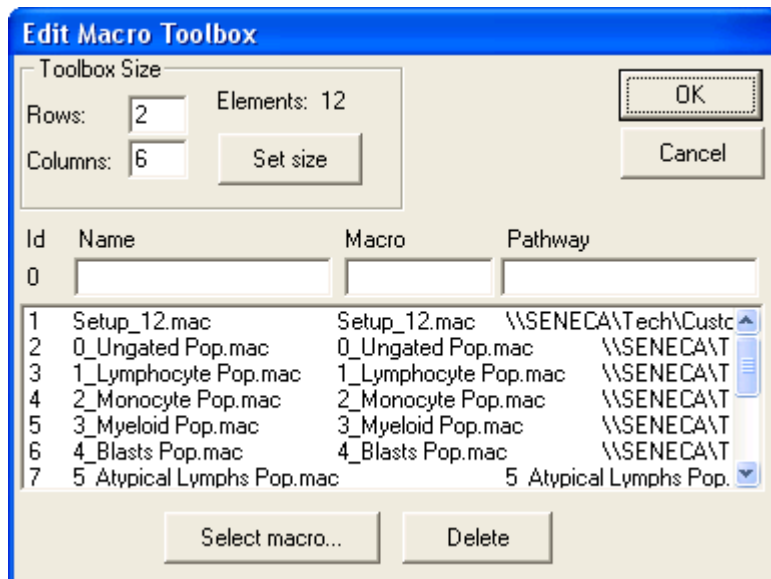 Edit Macro Toolbox
Toolbox Size
Rows: 2 Elements: 12
Columns: 6 Set size
OK
Cancel
Id Name Macro Pathway
0
1 Setup_12.mac Setup_12.mac \\SENECA\Tech\Custc
2 0_Ungated Pop.mac 0_Ungated Pop.mac \\SENECA\T
3 1_Lymphocyte Pop.mac 1_Lymphocyte Pop.mac \\SENECA\T
4 2_Monocyte Pop.mac 2_Monocyte Pop.mac \\SENECA\T
5 3_Myeloid Pop.mac 3_Myeloid Pop.mac \\SENECA\T
6 4_Blasts Pop.mac 4_Blasts Pop.mac \\SENECA\T
7 5_Atypical Lymphs Pop.mac 5_Atypical Lymphs Pop.
Select macro... Delete